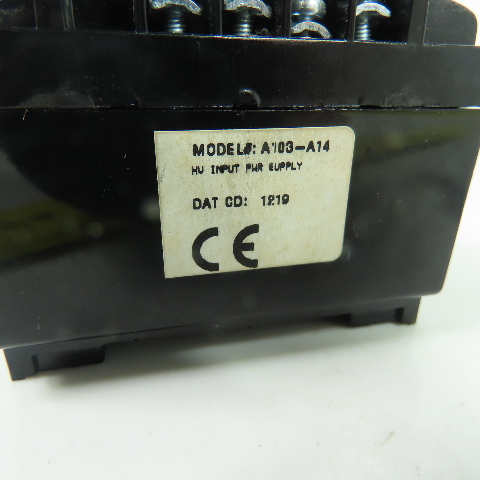 MODEL#: A103-A14
HV INPUT PWR SUPPLY
DAT CD: 1219
CE